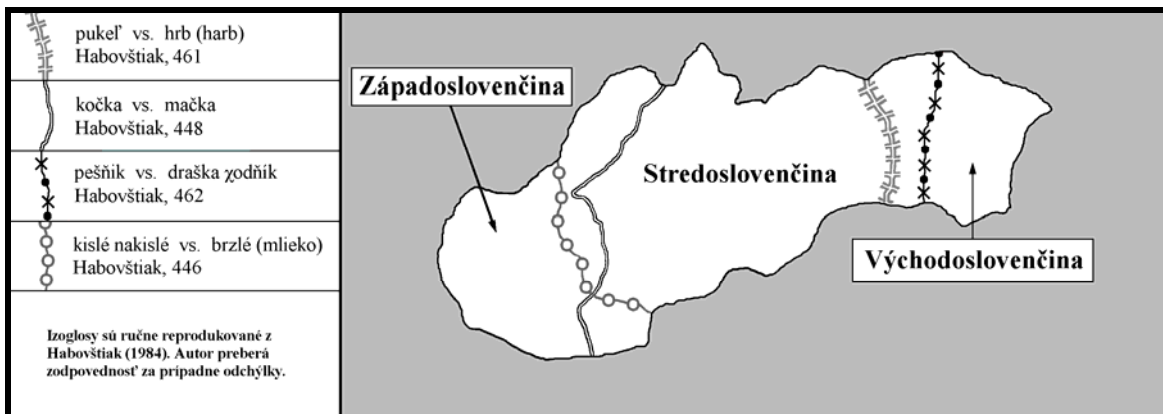 pukeľ vs. hrb (harb)
Habovštiak, 461
kočka vs. mačka
Habovštiak, 448
pešňik vs. draška χodńík
Habovštiak, 462
kislé nakislé vs. brzlé (mlieko)
Habovštiak, 446
Izoglosy sú ručne reprodukované z
Habovštiak (1984). Autor preberá
zodpovednosť za prípadne odchýlky.
Západoslovenčina
Stredoslovenčina
Východoslovenčina